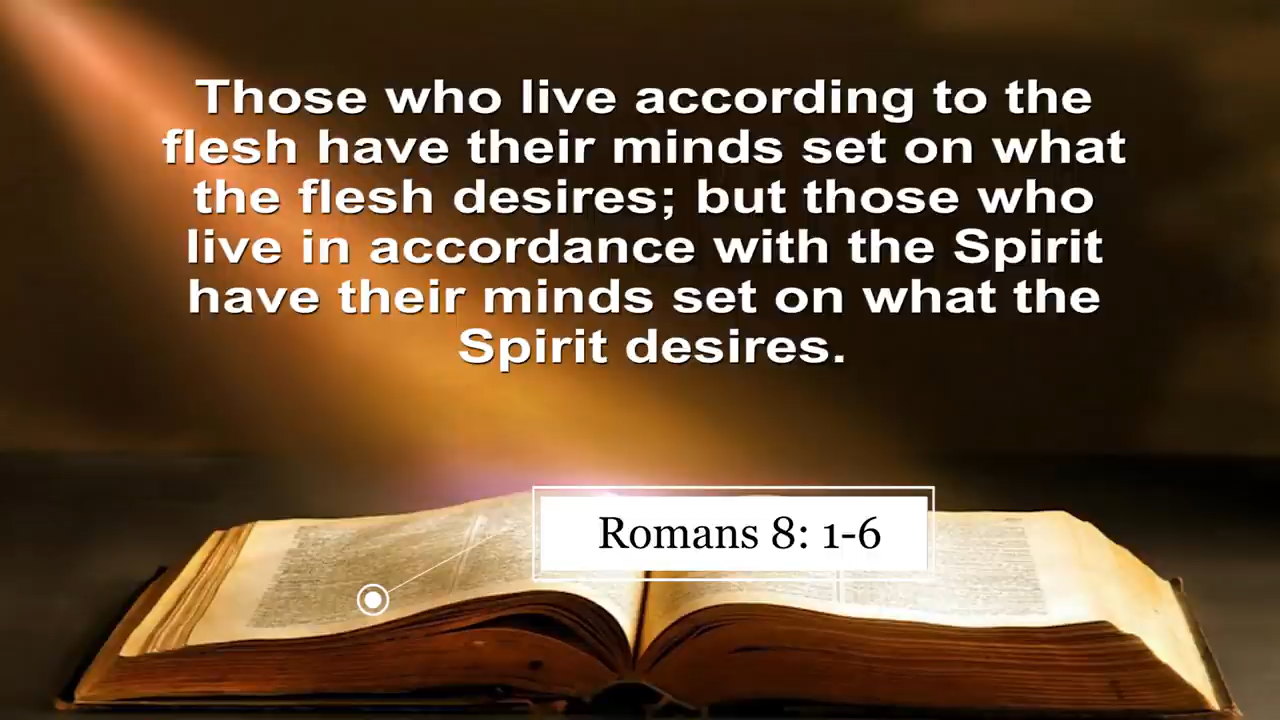 Those who live according to the
flesh have their minds set on what
the flesh desires; but those who
live in accordance with the Spirit
have their minds set on what the
Spirit desires.
Romans 8: 1-6